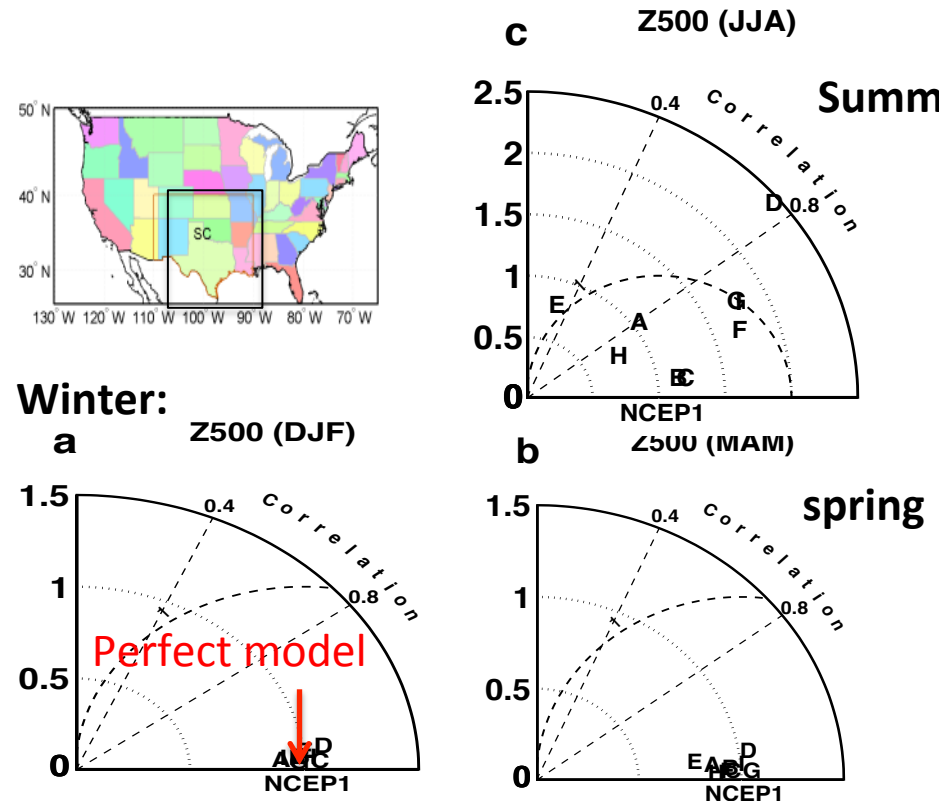 c
Z500 (JJA)
Summ
2.5
2
1.5
1
0.5
0
0.4
Correlation
0.8
1
D
E
A
H
G
F
B C
NCEP1
50° N
40° N
30° N
SC
130° W 120° W 110° W 100° W 90° W 80° W 70° W
Winter:
a
Z500 (DJF)
1.5
1
0.5
0
0.4
Correlation
0.8
1
Perfect model
D
A
C
NCEP1
b
Z500 (MAM)
spring
1.5
1
0.5
0
0.4
Correlation
0.8
1
D
E
A
G
NCEP1